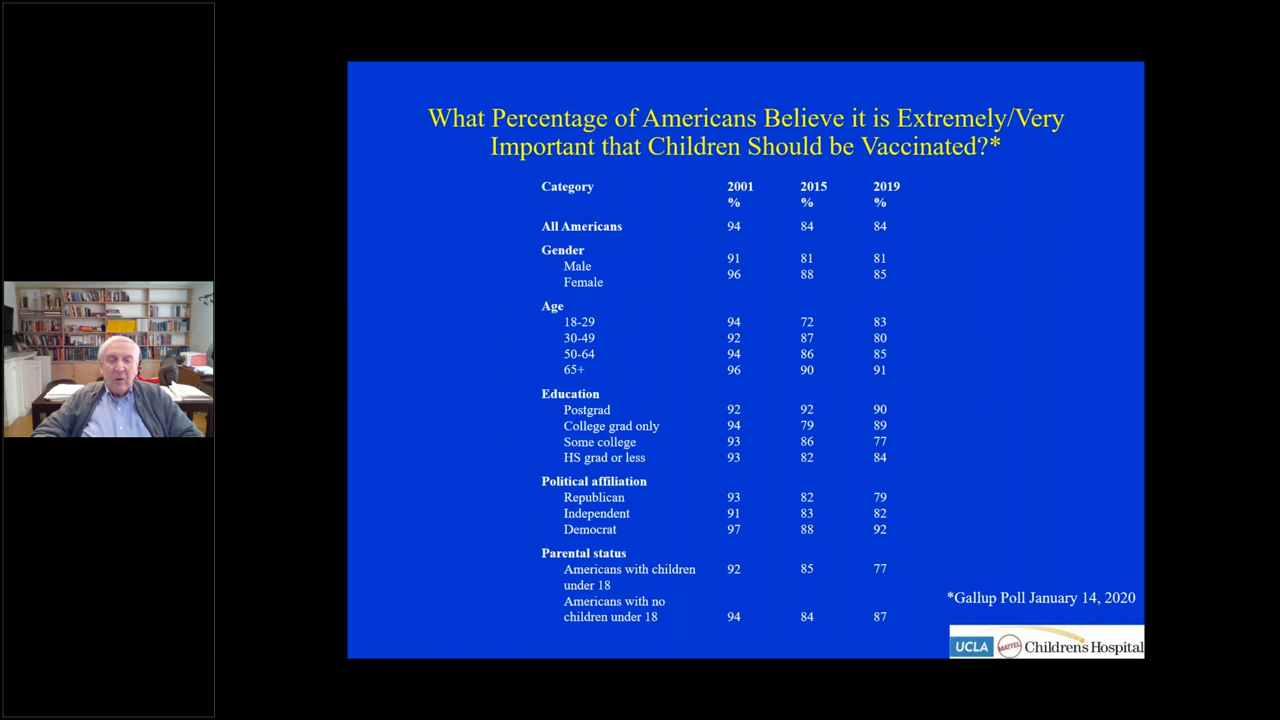 What Percentage of Americans Believe it is Extremely/Very
Important that Children Should be Vaccinated?*
Category 2001 2015 2019
% % %
All Americans 94 84 84
Gender
Male 91 81 81
Female 96 88 85
Age
18-29 94 72 83
30-49 92 87 80
50-64 94 86 85
65+ 96 90 91
Education
Postgrad 92 92 90
College grad only 94 79 89
Some college 93 86 77
HS grad or less 93 82 84
Political affiliation
Republican 93 82 79
Independent 91 83 82
Democrat 97 88 92
Parental status
Americans with children 92 85 77
under 18
Americans with no
children under 18 94 84 87
*Gallup Poll January 14, 2020
UCLA MATTEL Children's Hospital